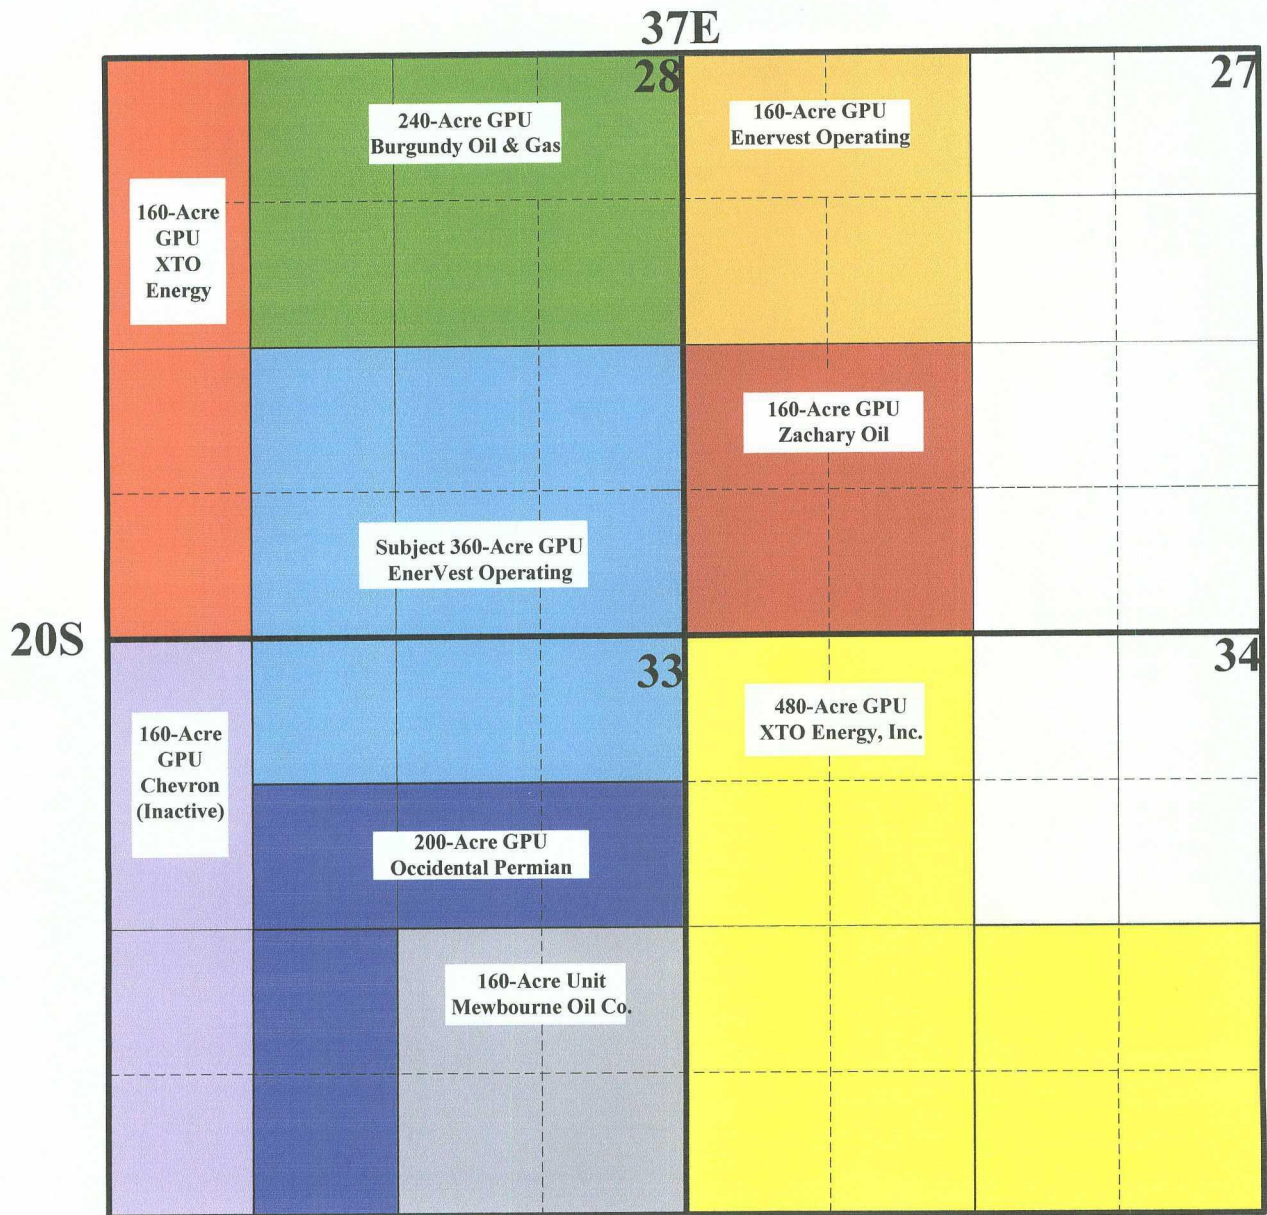 37E
28
27
240-Acre GPU
Burgundy Oil & Gas
160-Acre GPU
Enervest Operating
160-Acre
GPU
XTO
Energy
160-Acre GPU
Zachary Oil
Subject 360-Acre GPU
EnerVest Operating
20S
33
34
160-Acre
GPU
Chevron
(Inactive)
480-Acre GPU
XTO Energy, Inc.
200-Acre GPU
Occidental Permian
160-Acre Unit
Mewbourne Oil Co.